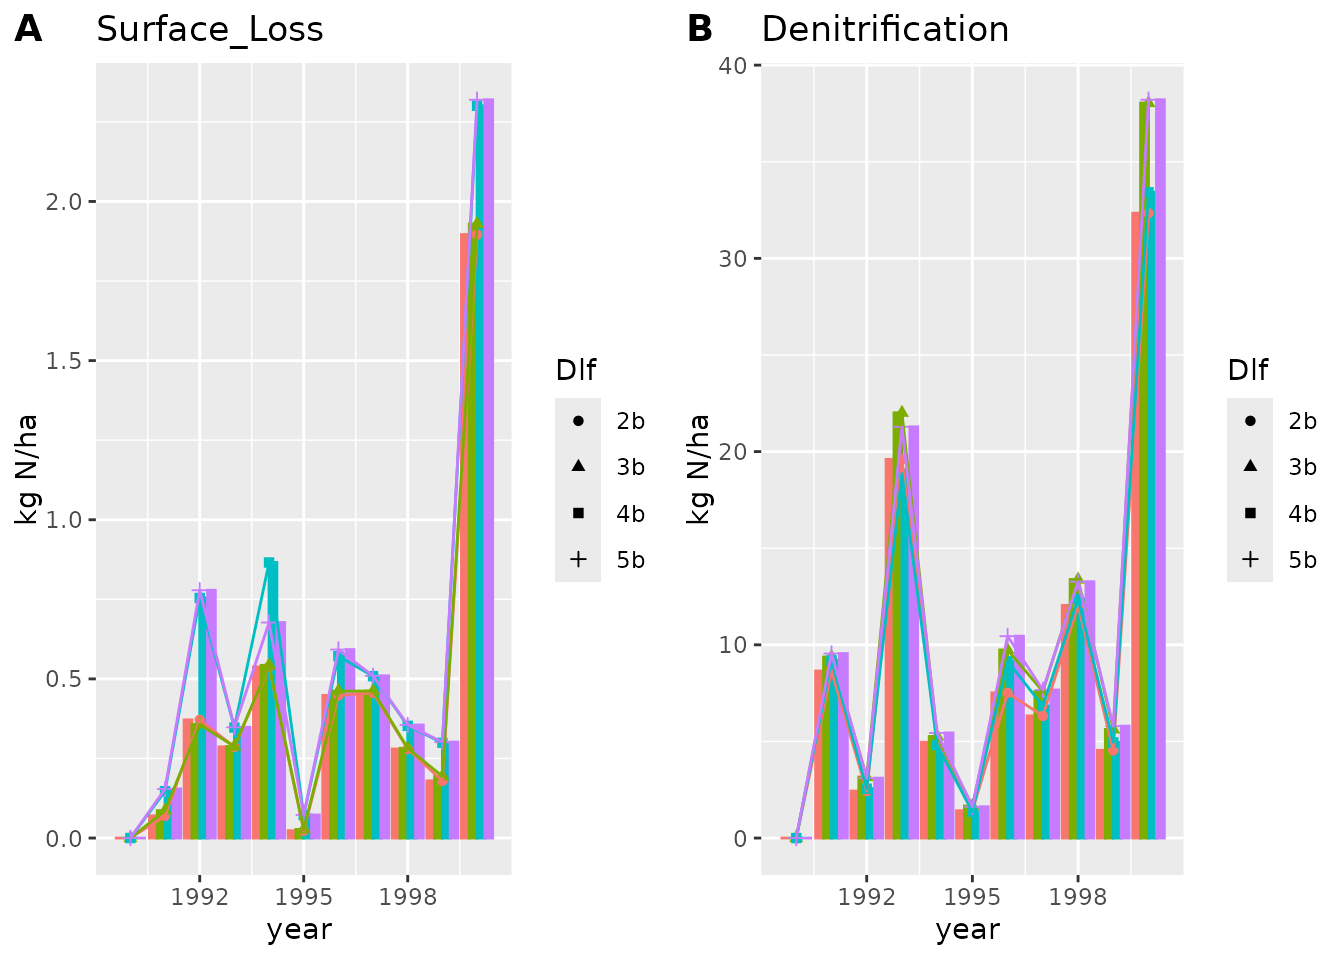 A Surface_Loss
kg N/ha
2.0
1.5
1.0
0.5
0.0
1992 1995 1998
year
Dlf
2b
3b
4b
5b
B Denitrification
kg N/ha
40
30
20
10
0
1992 1995 1998
year
Dlf
2b
3b
4b
5b